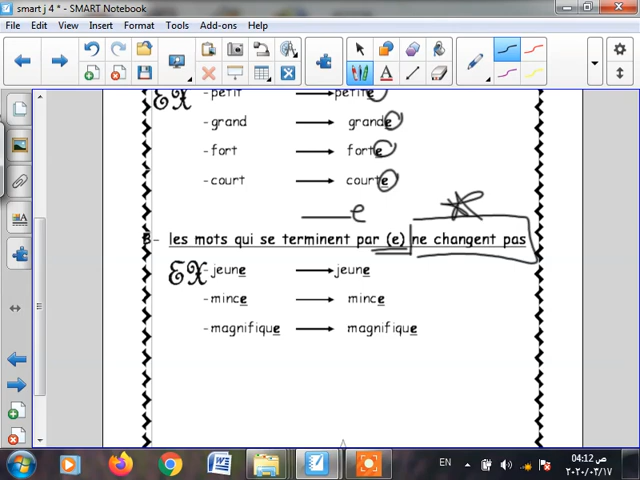 smart j 4 * - SMART Notebook
File Edit View Insert Format Tools Add-ons Help
EX
- petit petite
- grand grande
- fort forte
- court courte
e
B- les mots qui se terminent par (e) ne changent pas
EX - jeune jeune
- mince mince
- magnifique magnifique
EN
04:12 ص
٢٠٢٠/٠٣/١٧